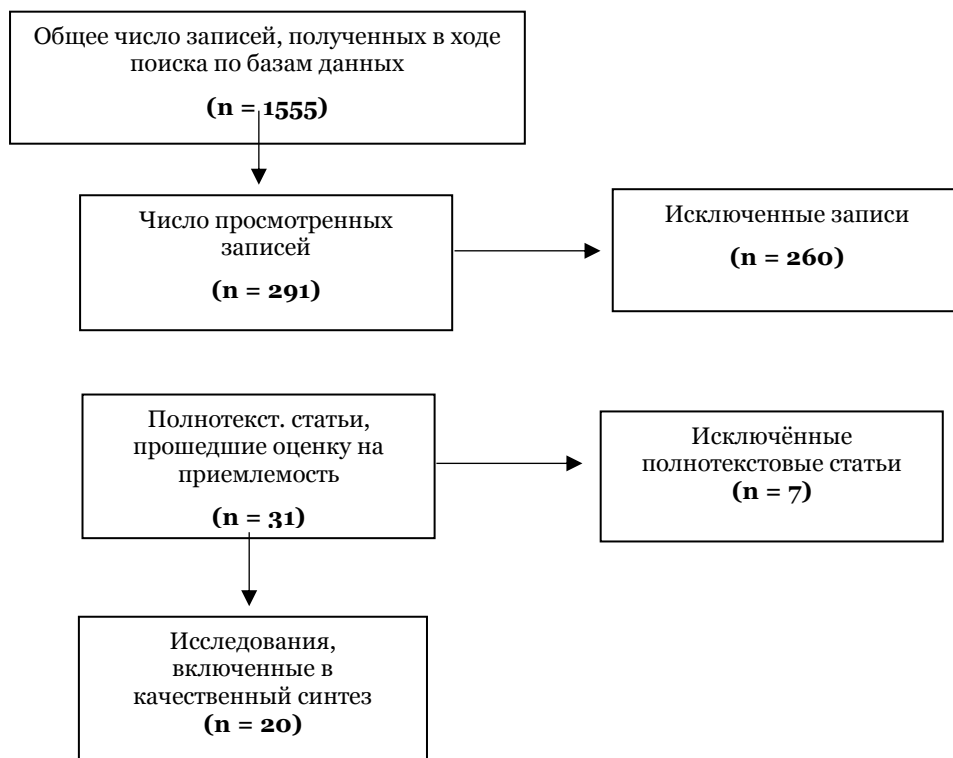 Общее число записей, полученных в ходе
поиска по базам данных
(n = 1555)
Число просмотренных
записей
(n = 291)
Исключенные записи
(n = 260)
Полнотекст. статьи,
прошедшие оценку на
приемлемость
(n = 31)
Исключённые
полнотекстовые статьи
(n = 7)
Исследования,
включенные в
качественный синтез
(n = 20)